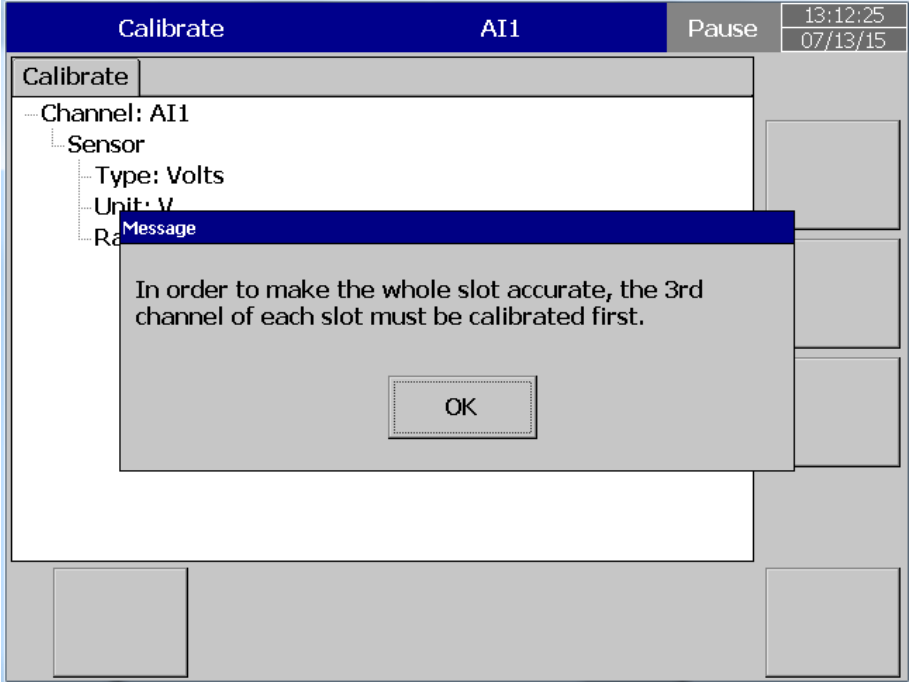 Calibrate AI1 Pause 13:12:25
07/13/15
Calibrate
Channel: AI1
Sensor
Type: Volts
Unit: V
Message
In order to make the whole slot accurate, the 3rd
channel of each slot must be calibrated first.
OK